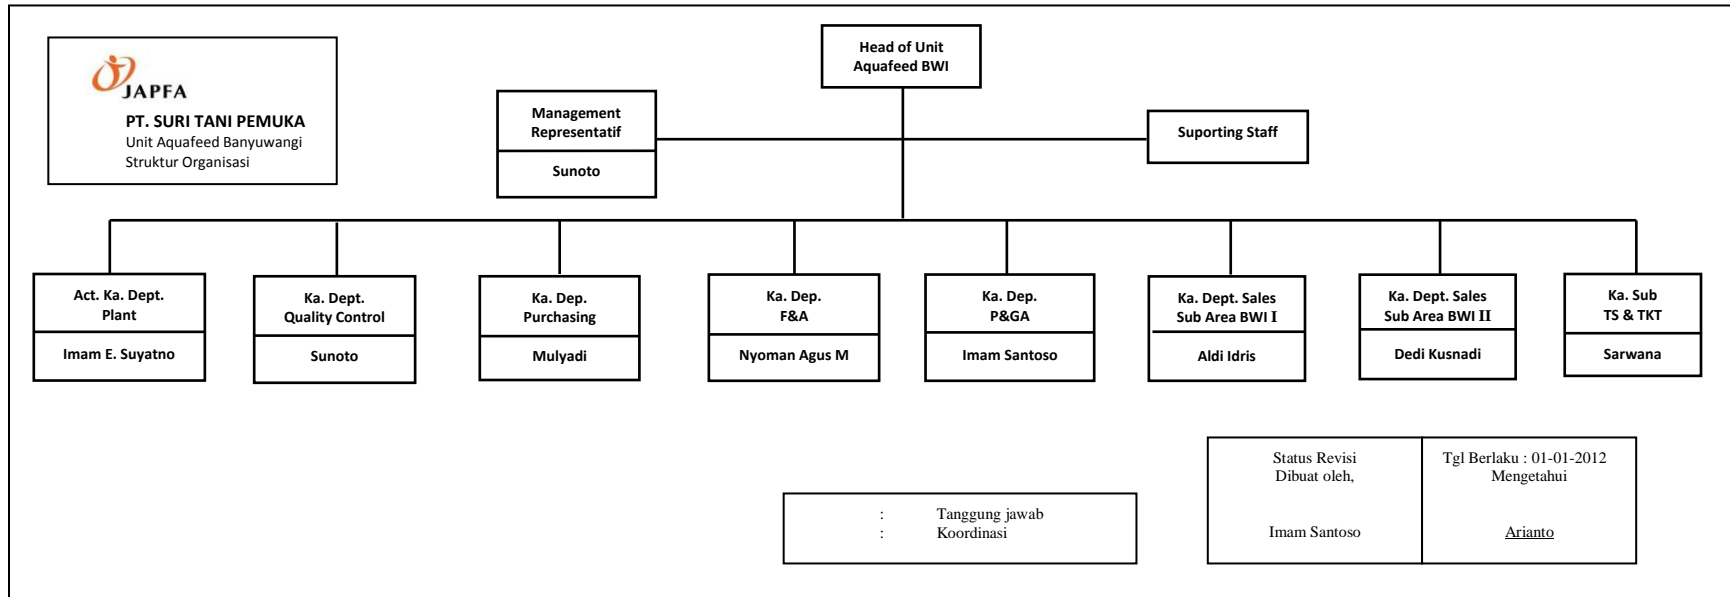 JAPFA
PT. SURI TANI PEMUKA
Unit Aquafeed Banyuwangi
Struktur Organisasi
Head of Unit
Aquafeed BWI
Management
Representatif
Sunoto
Suporting Staff
Act. Ka. Dept.
Plant
Imam E. Suyatno
Ka. Dept.
Quality Control
Sunoto
Ka. Dep.
Purchasing
Mulyadi
Ka. Dep.
F&A
Nyoman Agus M
Ka. Dep.
P&GA
Imam Santoso
Ka. Dept. Sales
Sub Area BWI I
Aldi Idris
Ka. Dept. Sales
Sub Area BWI II
Dedi Kusnadi
Ka. Sub
TS & TKT
Sarwana
: Tanggung jawab
: Koordinasi
Status Revisi
Dibuat oleh,
Imam Santoso
Tgl Berlaku : 01-01-2012
Mengetahui
Arianto